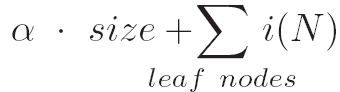 α · size + ∑ i(N)
leaf nodes